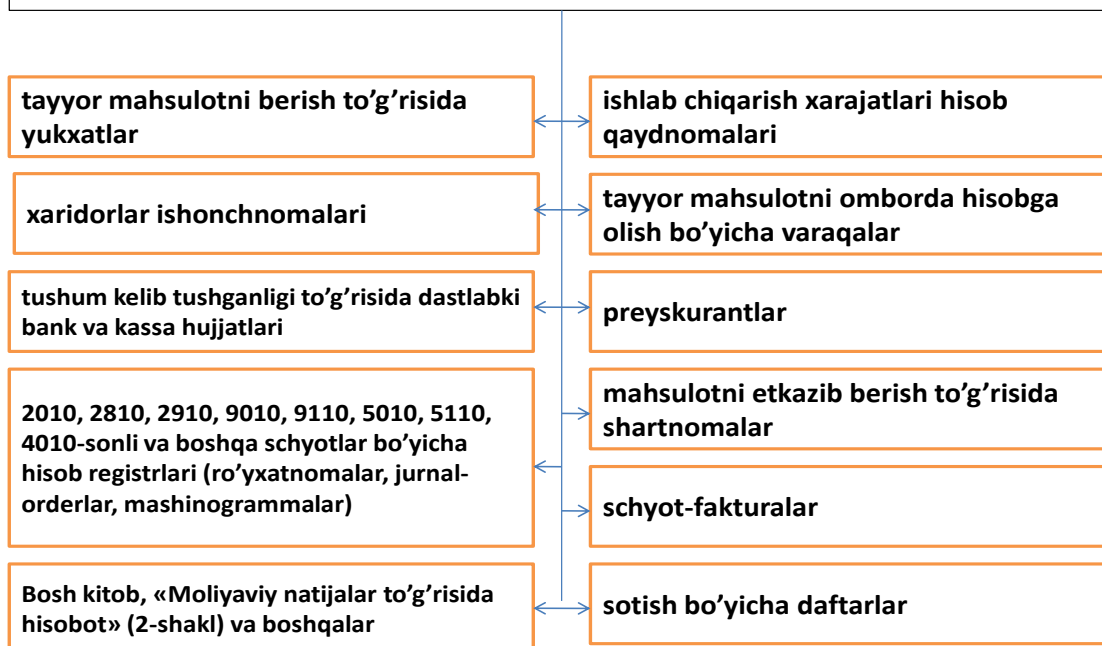 tayyor mahsulotni berish to’g’risida
yukxatlar
ishlab chiqarish xarajatlari hisob
qaydnomalari
xaridorlar ishonchnomalari
tayyor mahsulotni omborda hisobga
olish bo’yicha varaqalar
tushum kelib tushganligi to’g’risida dastlabki
bank va kassa hujjatlari
preyskurantlar
2010, 2810, 2910, 9010, 9110, 5010, 5110,
4010-sonli va boshqa schyotlar bo’yicha
hisob registrlari (ro’yxatnomalar, jurnal-
orderlar, mashinogrammalar)
mahsulotni etkazib berish to’g’risida
shartnomalar
schyot-fakturalar
Bosh kitob, «Moliyaviy natijalar to’g’risida
hisobot» (2-shakl) va boshqalar
sotish bo’yicha daftarlar